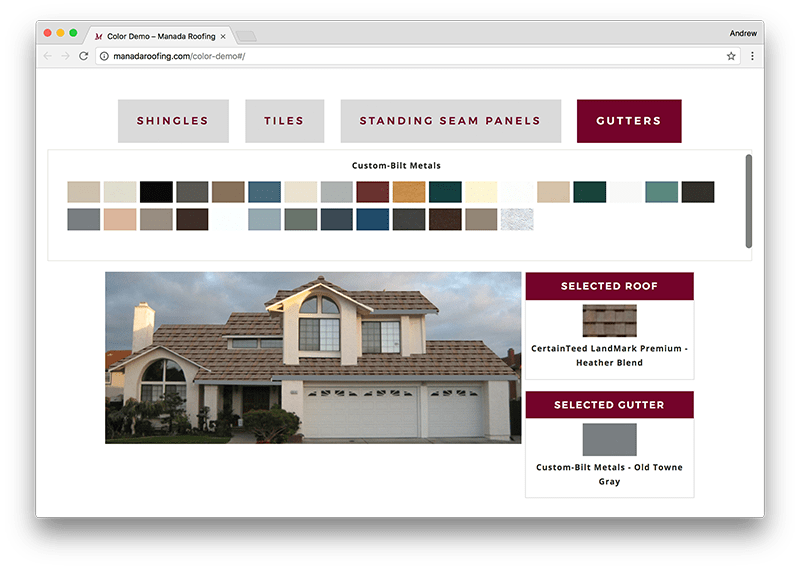 Color Demo – Manada Roofing
Andrew
manadaroofing.com/color-demo#/
SHINGLES
TILES
STANDING SEAM PANELS
GUTTERS
Custom-Bilt Metals
SELECTED ROOF
CertainTeed LandMark Premium -
Heather Blend
SELECTED GUTTER
Custom-Bilt Metals - Old Towne
Gray